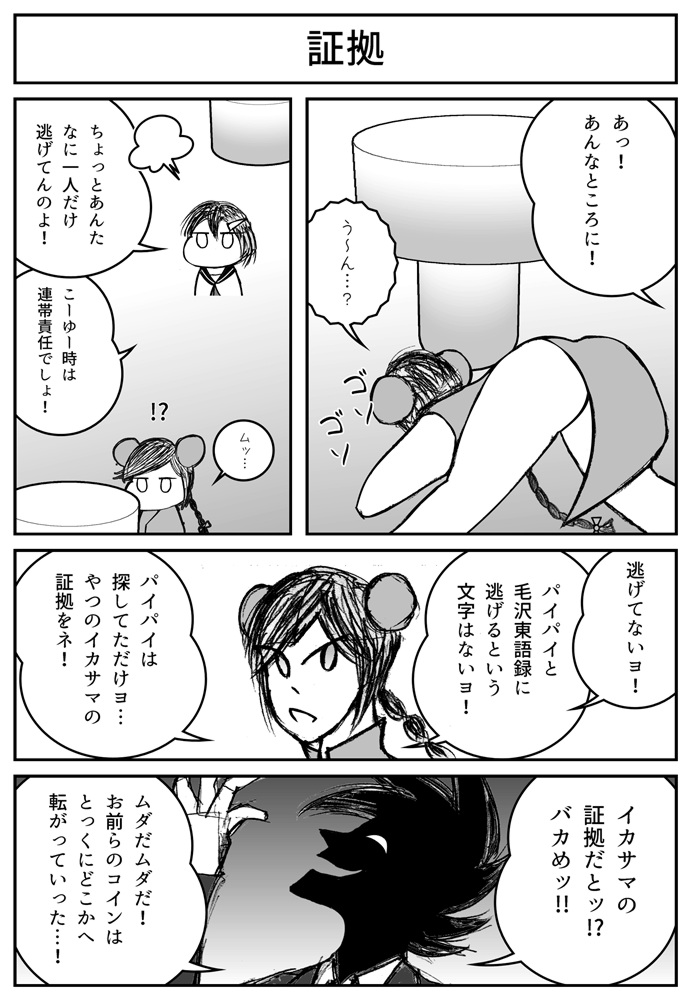 証拠
あっ！
あんなところに！
う～ん…？
ゴソ
ゴソ
ちょっとあんた
なに一人だけ
逃げてんのよ！
こーゆー時は
連帯責任でしょ！
!?
ムッ…
逃げてないヨ！
パイパイと
毛沢東語録に
逃げるという
文字はないヨ！
パイパイは
探してただけヨ…
やつのイカサマの
証拠をネ！
イカサマの
証拠だとッ!?
バカめッ!!
ムダだムダだ！
お前らのコインは
とっくにどこかへ
転がっていった…！